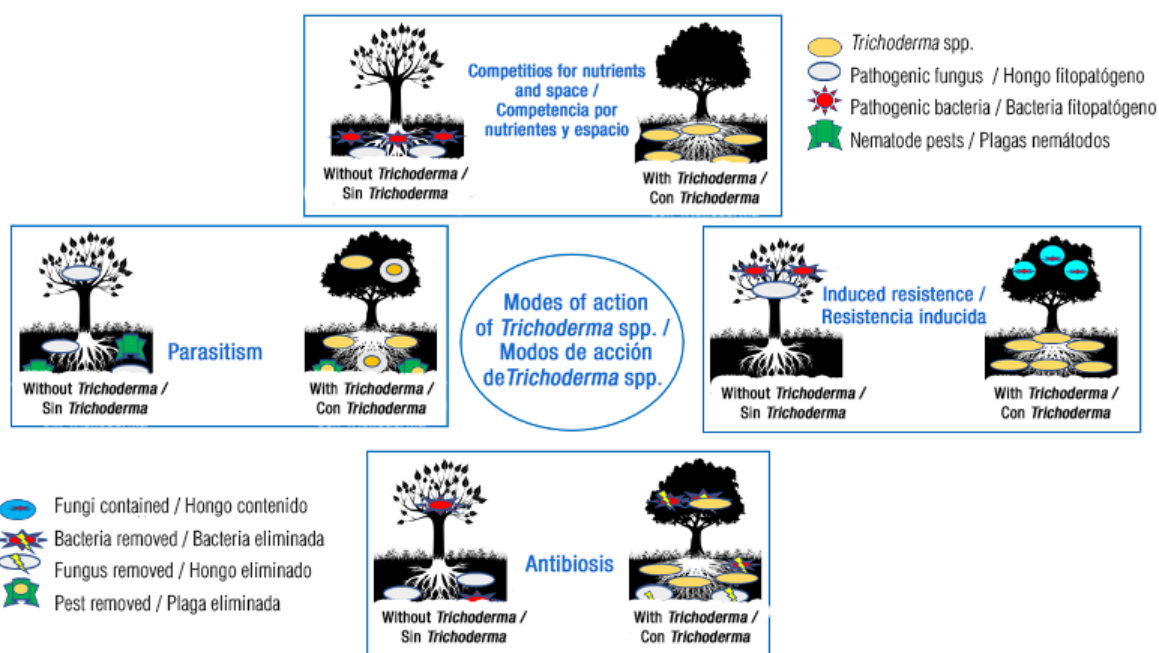 Competitios for nutrients
and space /
Competencia por
nutrientes y espacio
Without Trichoderma /
Sin Trichoderma
With Trichoderma /
Con Trichoderma
Trichoderma spp.
Pathogenic fungus / Hongo fitopatógeno
Pathogenic bacteria / Bacteria fitopatógeno
Nematode pests / Plagas nemátodos
Parasitism
Without Trichoderma /
Sin Trichoderma
With Trichoderma /
Con Trichoderma
Modes of action
of Trichoderma spp. /
Modos de acción
deTrichoderma spp.
Induced resistence /
Resistencia inducida
Without Trichoderma /
Sin Trichoderma
With Trichoderma /
Con Trichoderma
Fungi contained / Hongo contenido
Bacteria removed / Bacteria eliminada
Fungus removed / Hongo eliminado
Pest removed / Plaga eliminada
Antibiosis
Without Trichoderma /
Sin Trichoderma
With Trichoderma /
Con Trichoderma